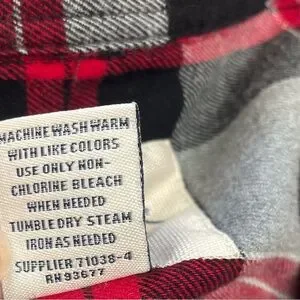 MACHINE WASH WARM
WITH LIKE COLORS
USE ONLY NON-
CHLORINE BLEACH
WHEN NEEDED
TUMBLE DRY STEAM
IRON AS NEEDED
SUPPLIER 71038-4
RN 93677